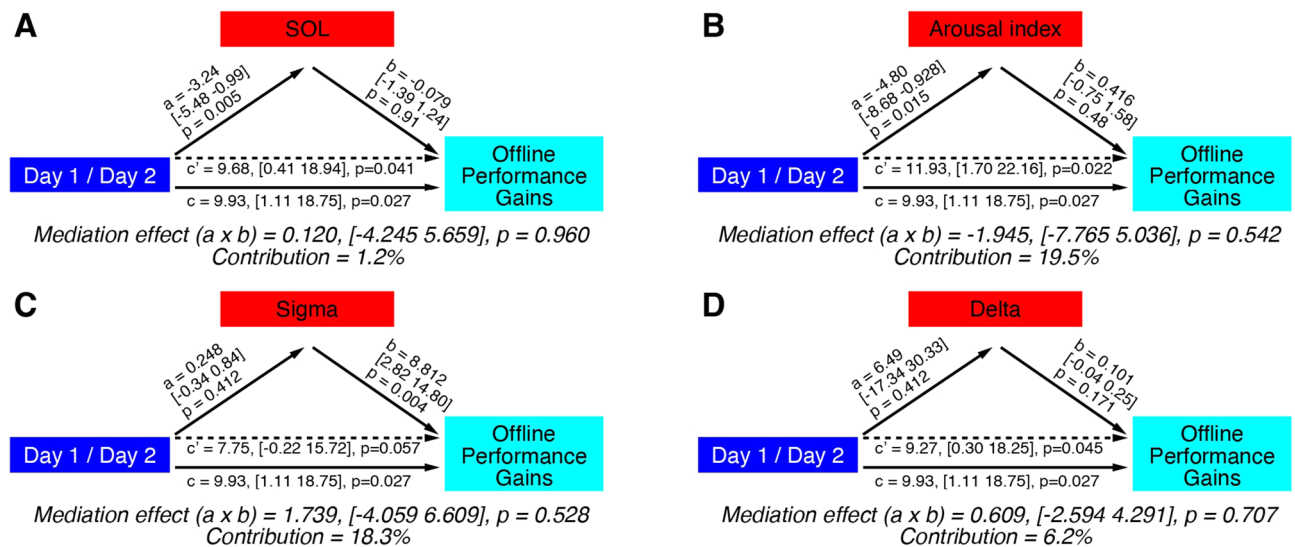 A
SOL
a = -3.24
[-5.48 -0.99]
p = 0.005
b = -0.079
[-1.39 1.24]
p = 0.91
Day 1 / Day 2
c' = 9.68, [0.41 18.94], p=0.041
c = 9.93, [1.11 18.75], p=0.027
Offline
Performance
Gains
Mediation effect (a x b) = 0.120, [-4.245 5.659], p = 0.960
Contribution = 1.2%
B
Arousal index
a = -4.80
[-8.68 -0.928]
p = 0.015
b = 0.416
[-0.75 1.58]
p = 0.48
Day 1 / Day 2
c' = 11.93, [1.70 22.16], p=0.022
c = 9.93, [1.11 18.75], p=0.027
Offline
Performance
Gains
Mediation effect (a x b) = -1.945, [-7.765 5.036], p = 0.542
Contribution = 19.5%
C
Sigma
a = 0.248
[-0.34 0.84]
p = 0.412
b = 8.812
[2.82 14.80]
p = 0.004
Day 1 / Day 2
c' = 7.75, [-0.22 15.72], p=0.057
c = 9.93, [1.11 18.75], p=0.027
Offline
Performance
Gains
Mediation effect (a x b) = 1.739, [-4.059 6.609], p = 0.528
Contribution = 18.3%
D
Delta
a = 6.49
[-17.34 30.33]
p = 0.412
b = 0.101
[-0.04 0.25]
p = 0.171
Day 1 / Day 2
c' = 9.27, [0.30 18.25], p=0.045
c = 9.93, [1.11 18.75], p=0.027
Offline
Performance
Gains
Mediation effect (a x b) = 0.609, [-2.594 4.291], p = 0.707
Contribution = 6.2%